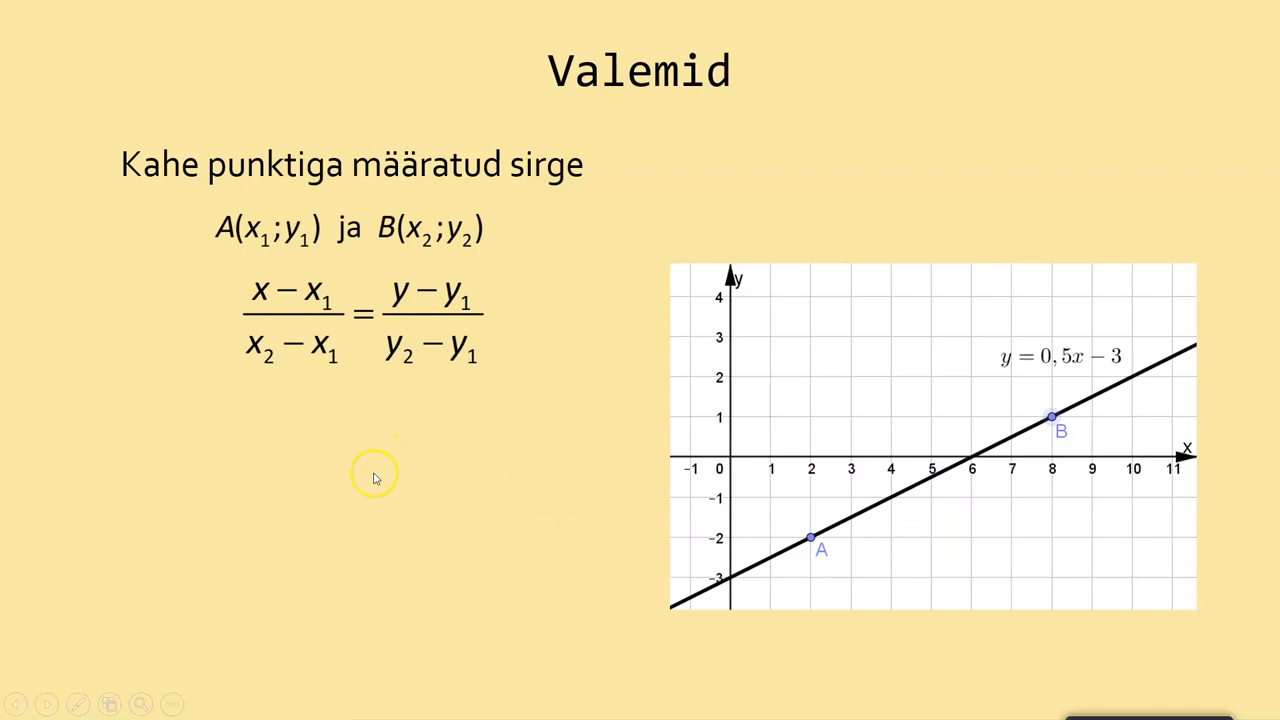 Valemid
Kahe punktiga määratud sirge
A(x₁; y₁) ja B(x₂; y₂)
(x − x₁)/(x₂ − x₁) = (y − y₁)/(y₂ − y₁)
y
4
3
y = 0, 5x − 3
2
1
B
x
−1 0 1 2 3 4 5 6 7 8 9 10 11
−1
−2
A
−3